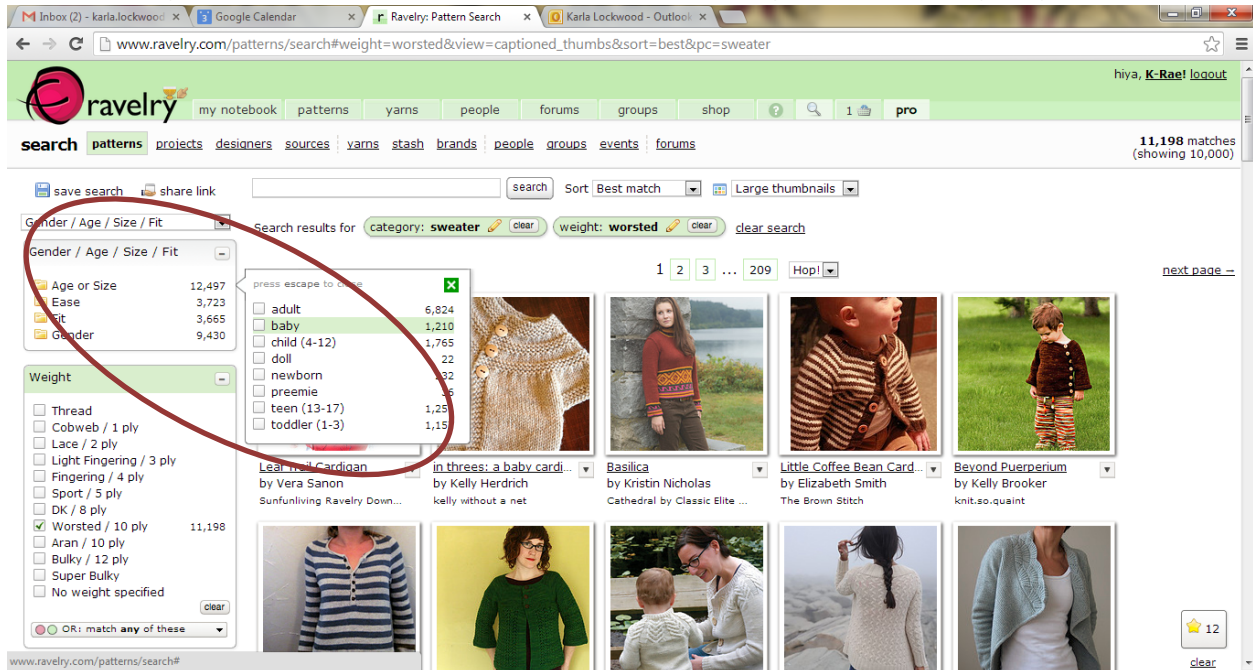 Inbox (2) - karla.lockwood
Google Calendar
Ravelry: Pattern Search
Karla Lockwood - Outlook
www.ravelry.com/patterns/search#weight=worsted&view=captioned_thumbs&sort=best&pc=sweater
hiya, K-Rae! logout
ravelry
my notebook patterns yarns people forums groups shop ? 1 pro
search patterns projects designers sources yarns stash brands people groups events forums
11,198 matches
(showing 10,000)
save search share link search Sort Best match Large thumbnails
Gender / Age / Size / Fit
Search results for category: sweater clear weight: worsted clear clear search
Gender / Age / Size / Fit
1 2 3 ... 209 Hop! next page →
Age or Size 12,497
Ease 3,723
Fit 3,665
Gender 9,430
press escape to close
adult 6,824
baby 1,210
child (4-12) 1,765
doll 22
newborn
preemie
teen (13-17)
toddler (1-3)
Weight
Thread
Cobweb / 1 ply
Lace / 2 ply
Light Fingering / 3 ply
Fingering / 4 ply
Sport / 5 ply
DK / 8 ply
Worsted / 10 ply 11,198
Aran / 10 ply
Bulky / 12 ply
Super Bulky
No weight specified
clear
OR: match any of these
Trail Cardigan
by Vera Sanon
Sunfunliving Ravelry Down...
in threes: a baby cardi...
by Kelly Herdrich
kelly without a net
Basilica
by Kristin Nicholas
Cathedral by Classic Elite ...
Little Coffee Bean Card...
by Elizabeth Smith
The Brown Stitch
Beyond Puerperium
by Kelly Brooker
knit.so.quaint
12
clear
www.ravelry.com/patterns/search#